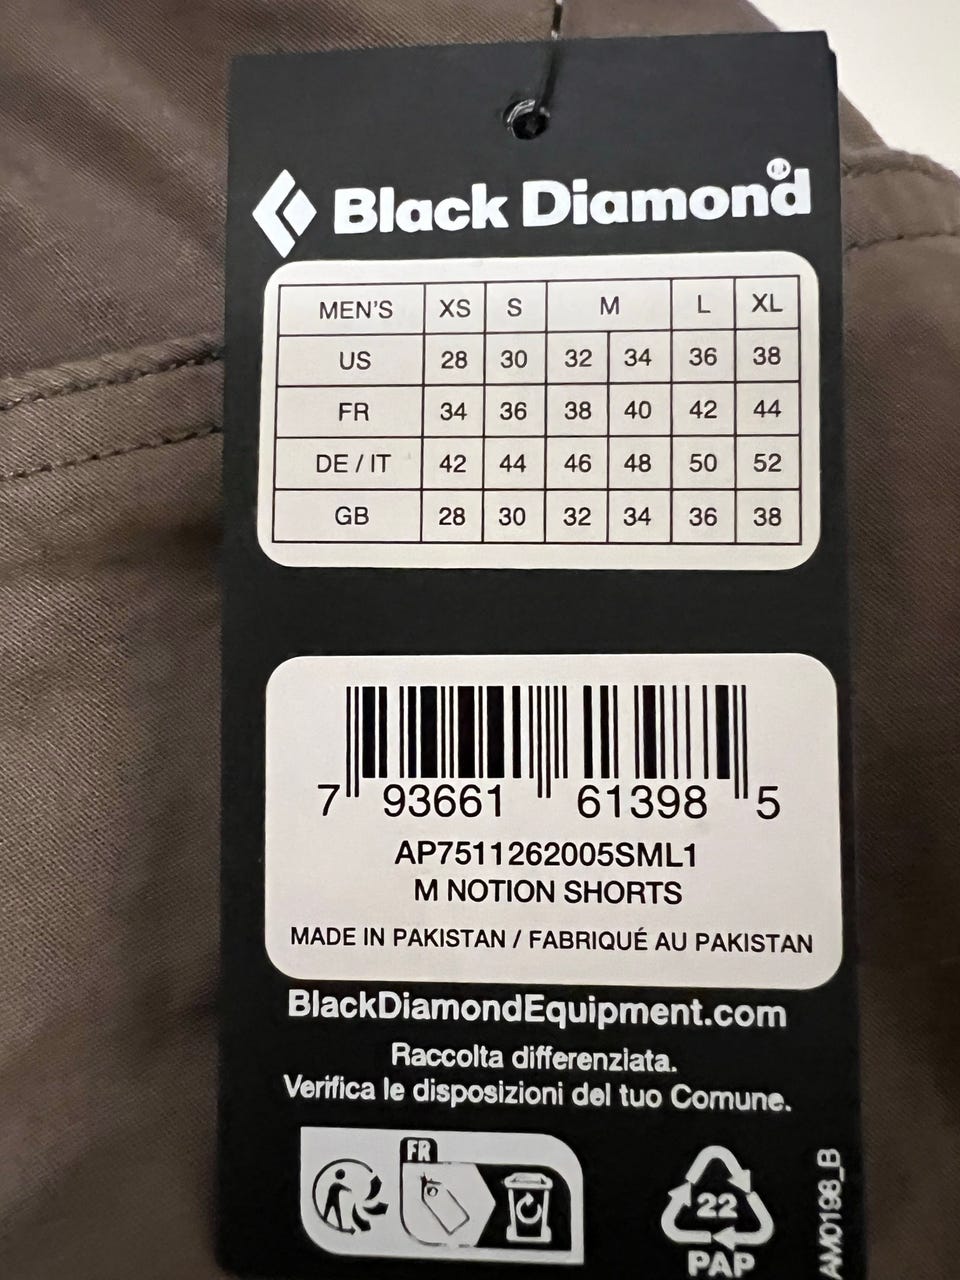 Black Diamond®
MEN'S XS S M L XL
US 28 30 32 34 36 38
FR 34 36 38 40 42 44
DE / IT 42 44 46 48 50 52
GB 28 30 32 34 36 38
7 93661 61398 5
AP7511262005SML1
M NOTION SHORTS
MADE IN PAKISTAN / FABRIQUÉ AU PAKISTAN
BlackDiamondEquipment.com
Raccolta differenziata.
Verifica le disposizioni del tuo Comune.
FR
22
PAP
AM0198_B